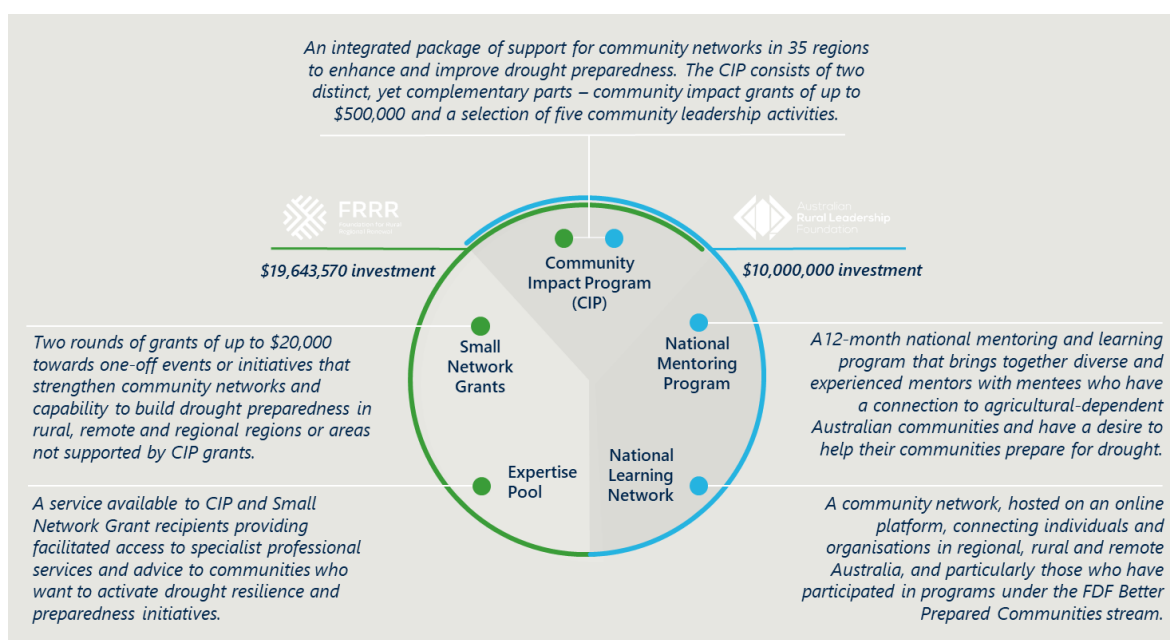 An integrated package of support for community networks in 35 regions
to enhance and improve drought preparedness. The CIP consists of two
distinct, yet complementary parts – community impact grants of up to
$500,000 and a selection of five community leadership activities.
FRRR
Foundation for Rural
Regional Renewal
Australian
Rural Leadership
Foundation
$19,643,570 investment
$10,000,000 investment
Community
Impact Program
(CIP)
Small
Network
Grants
National
Mentoring
Program
Expertise
Pool
National
Learning
Network
Two rounds of grants of up to $20,000
towards one-off events or initiatives that
strengthen community networks and
capability to build drought preparedness in
rural, remote and regional regions or areas
not supported by CIP grants.
A 12-month national mentoring and learning
program that brings together diverse and
experienced mentors with mentees who have
a connection to agricultural-dependent
Australian communities and have a desire to
help their communities prepare for drought.
A service available to CIP and Small
Network Grant recipients providing
facilitated access to specialist professional
services and advice to communities who
want to activate drought resilience and
preparedness initiatives.
A community network, hosted on an online
platform, connecting individuals and
organisations in regional, rural and remote
Australia, and particularly those who have
participated in programs under the FDF Better
Prepared Communities stream.